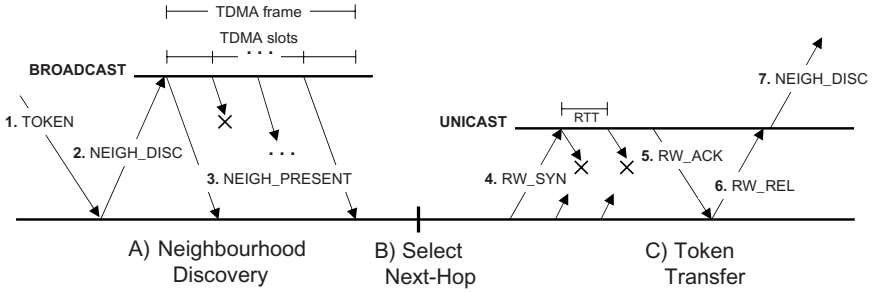 TDMA frame
TDMA slots
. . .
BROADCAST
7. NEIGH_DISC
1. TOKEN
UNICAST
RTT
2. NEIGH_DISC
. . .
3. NEIGH_PRESENT
4. RW_SYN
5. RW_ACK
6. RW_REL
A) Neighbourhood
Discovery
B) Select
Next-Hop
C) Token
Transfer